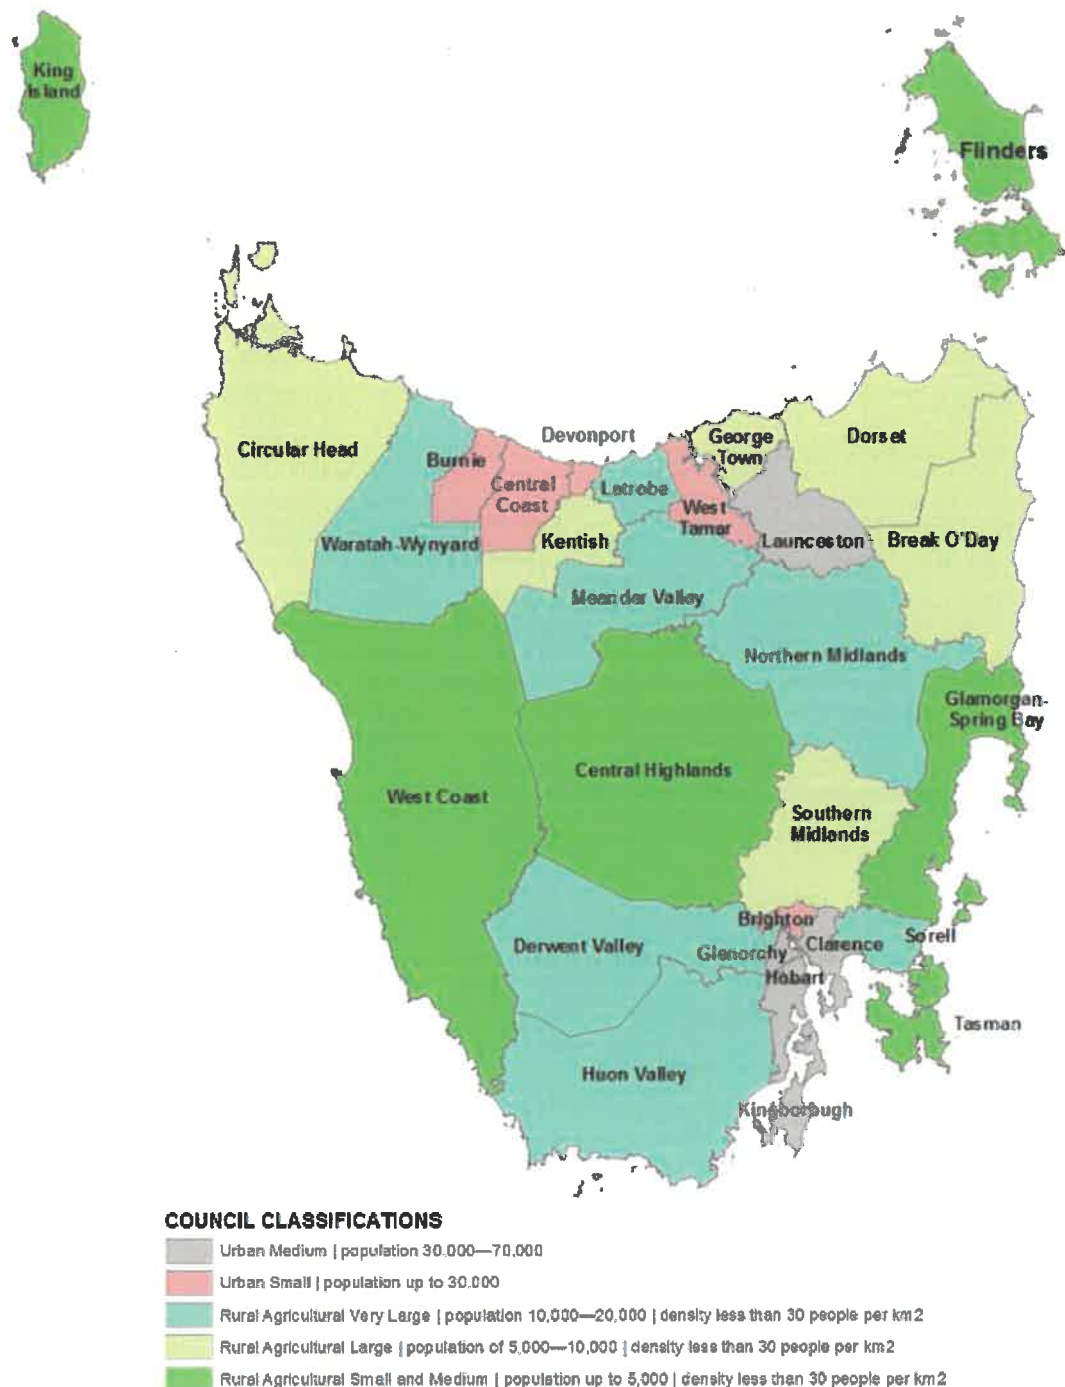 King
Island
Flinders
Circular Head
Burnie
Devonport
Central
Coast
Latrobe
George
Town
Dorset
West
Tamar
Waratah-Wynyard
Kentish
Launceston
Break O'Day
Meander Valley
Northern Midlands
Glamorgan-
Spring Bay
West Coast
Central Highlands
Southern
Midlands
Brighton
Derwent Valley
Glenorchy
Clarence
Sorell
Hobart
Tasman
Huon Valley
Kingborough
COUNCIL CLASSIFICATIONS
Urban Medium | population 30,000—70,000
Urban Small | population up to 30,000
Rural Agricultural Very Large | population 10,000—20,000 | density less than 30 people per km2
Rural Agricultural Large | population of 5,000—10,000 | density less than 30 people per km2
Rural Agricultural Small and Medium | population up to 5,000 | density less than 30 people per km2